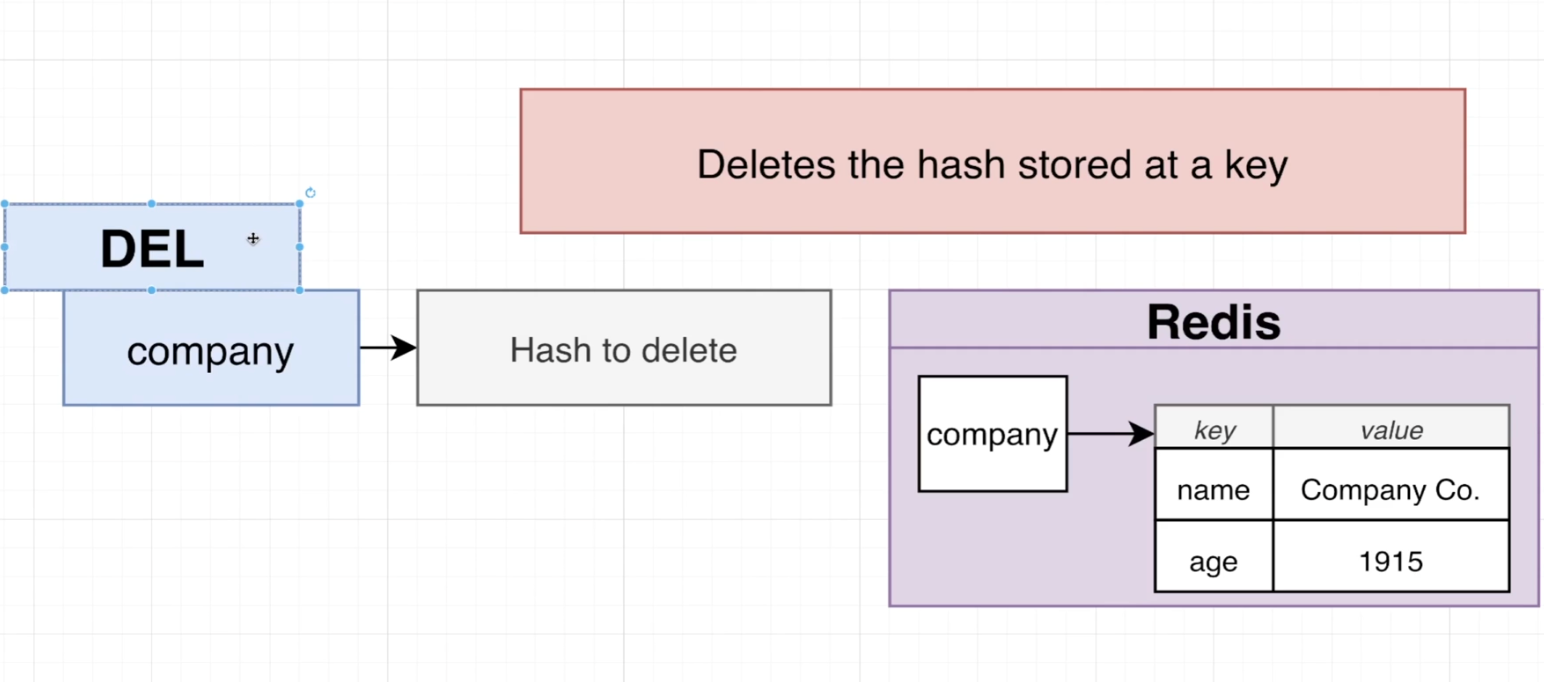 Deletes the hash stored at a key
DEL
company
Hash to delete
Redis
company
key value
name Company Co.
age 1915